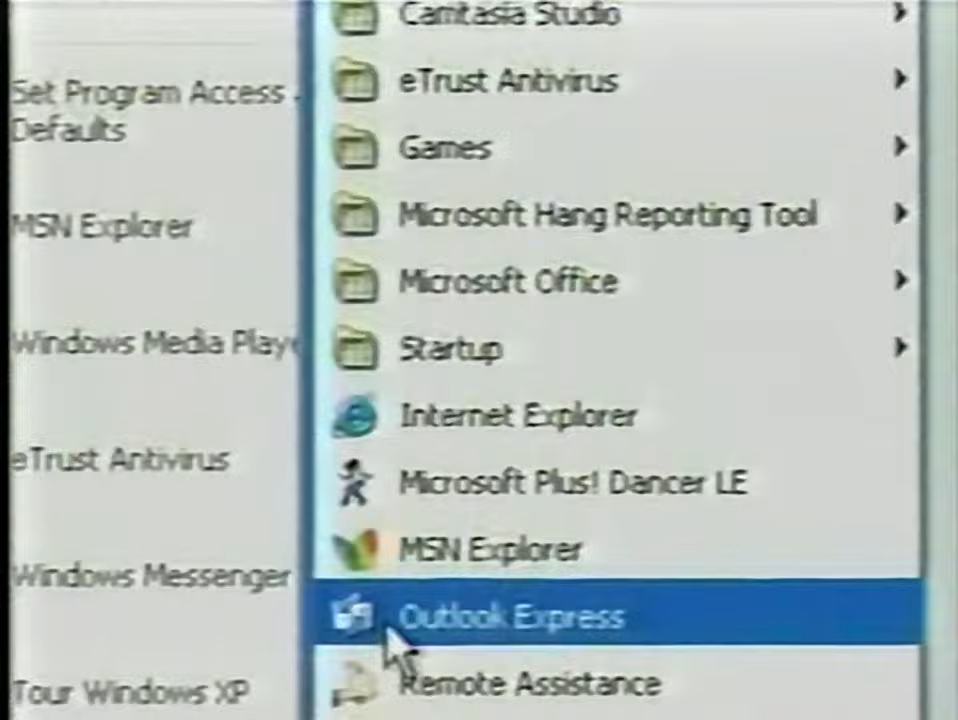 Set Program Access
Defaults
MSN Explorer
Windows Media Playe
eTrust Antivirus
Windows Messenger
Tour Windows XP
Camtasia Studio
eTrust Antivirus
Games
Microsoft Hang Reporting Tool
Microsoft Office
Startup
Internet Explorer
Microsoft Plus! Dancer LE
MSN Explorer
Outlook Express
Remote Assistance